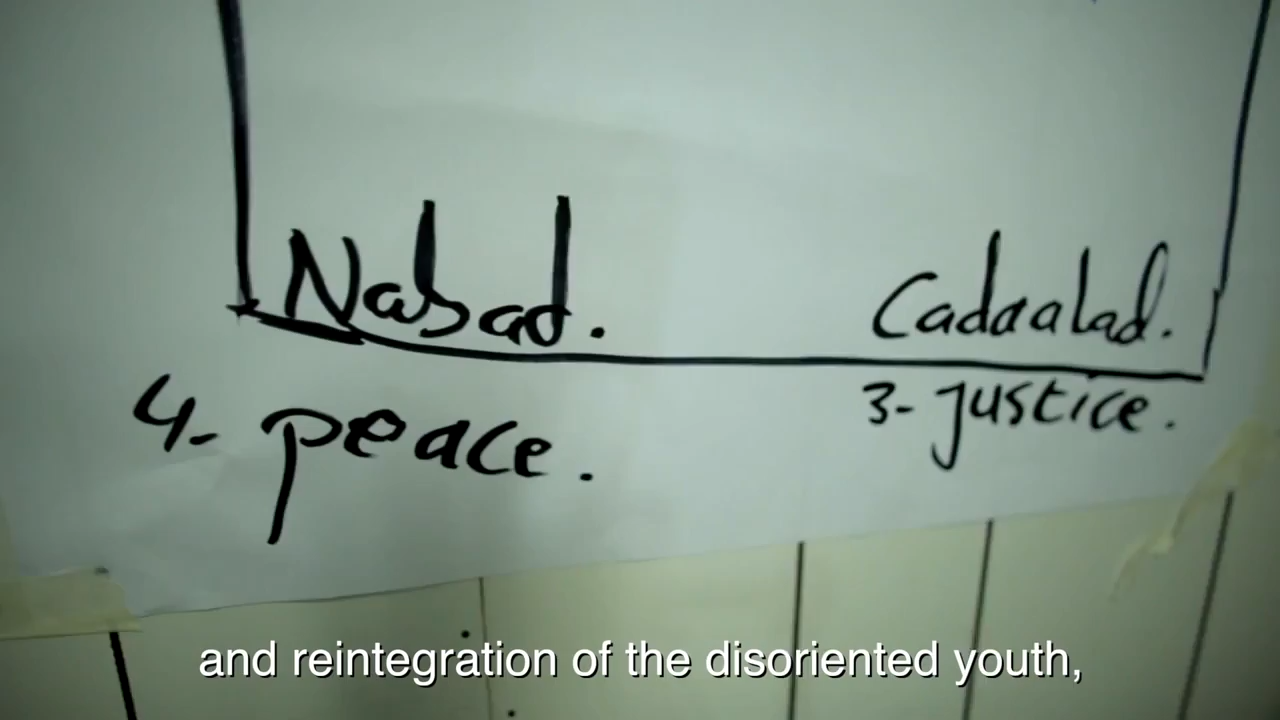 Nabad. Cadaalad.
4- peace. 3- justice.
and reintegration of the disoriented youth,